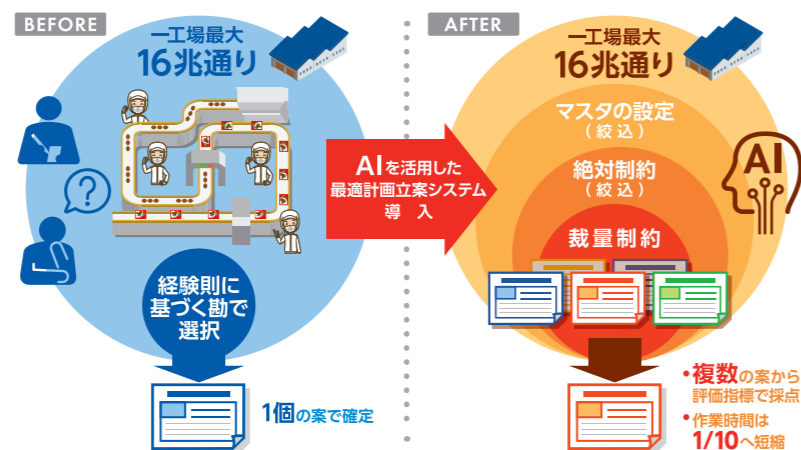 BEFORE
一工場最大
16兆通り
?
経験則に
基づく勘で
選択
1個の案で確定
AIを活用した
最適計画立案システム
導　入
AFTER
一工場最大
16兆通り
マスタの設定
（絞込）
絶対制約
（絞込）
裁量制約
AI
・複数の案から
評価指標で採点
・作業時間は
1/10へ短縮